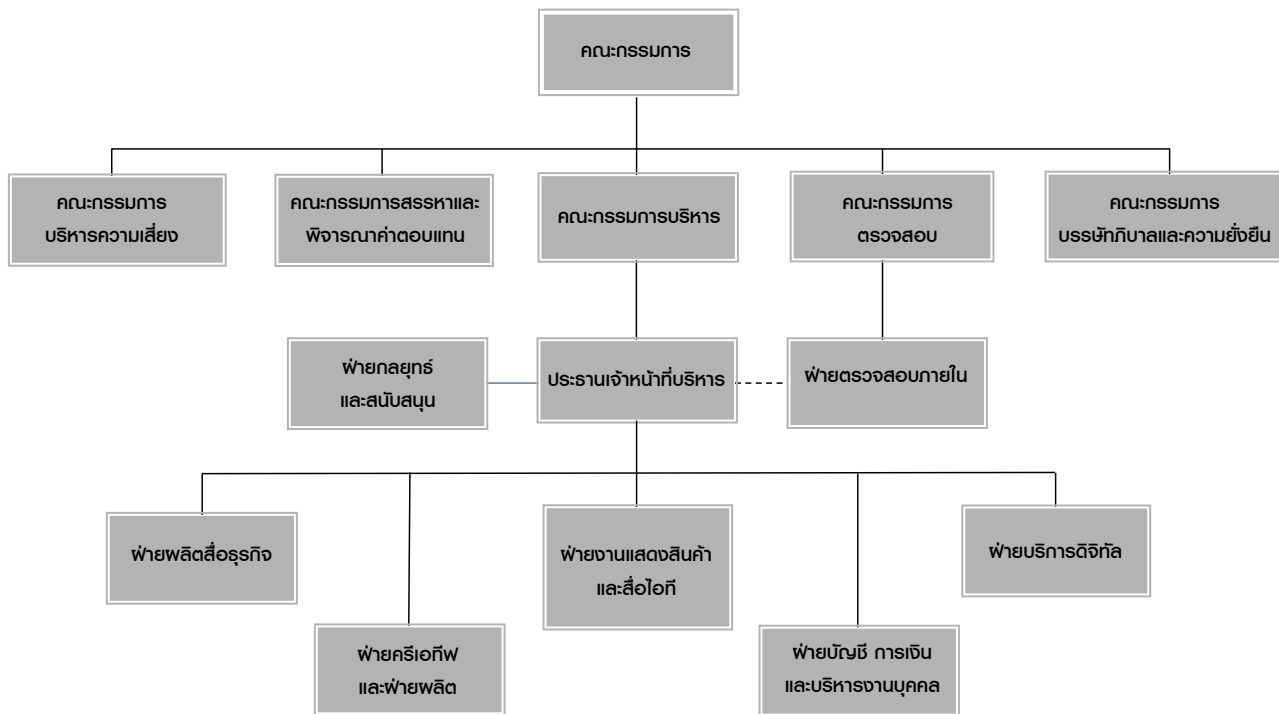 คณะกรรมการ
คณะกรรมการ
บริหารความเสี่ยง
คณะกรรมการสรรหาและ
พิจารณาค่าตอบแทน
คณะกรรมการบริหาร
คณะกรรมการ
ตรวจสอบ
คณะกรรมการ
บรรษัทภิบาลและความยั่งยืน
ฝ่ายกลยุทธ์
และสนับสนุน
ประธานเจ้าหน้าที่บริหาร
ฝ่ายตรวจสอบภายใน
ฝ่ายผลิตสื่อธุรกิจ
ฝ่ายงานแสดงสินค้า
และสื่อไอที
ฝ่ายบริการดิจิทัล
ฝ่ายครีเอทีฟ
และฝ่ายผลิต
ฝ่ายบัญชี การเงิน
และบริหารงานบุคคล